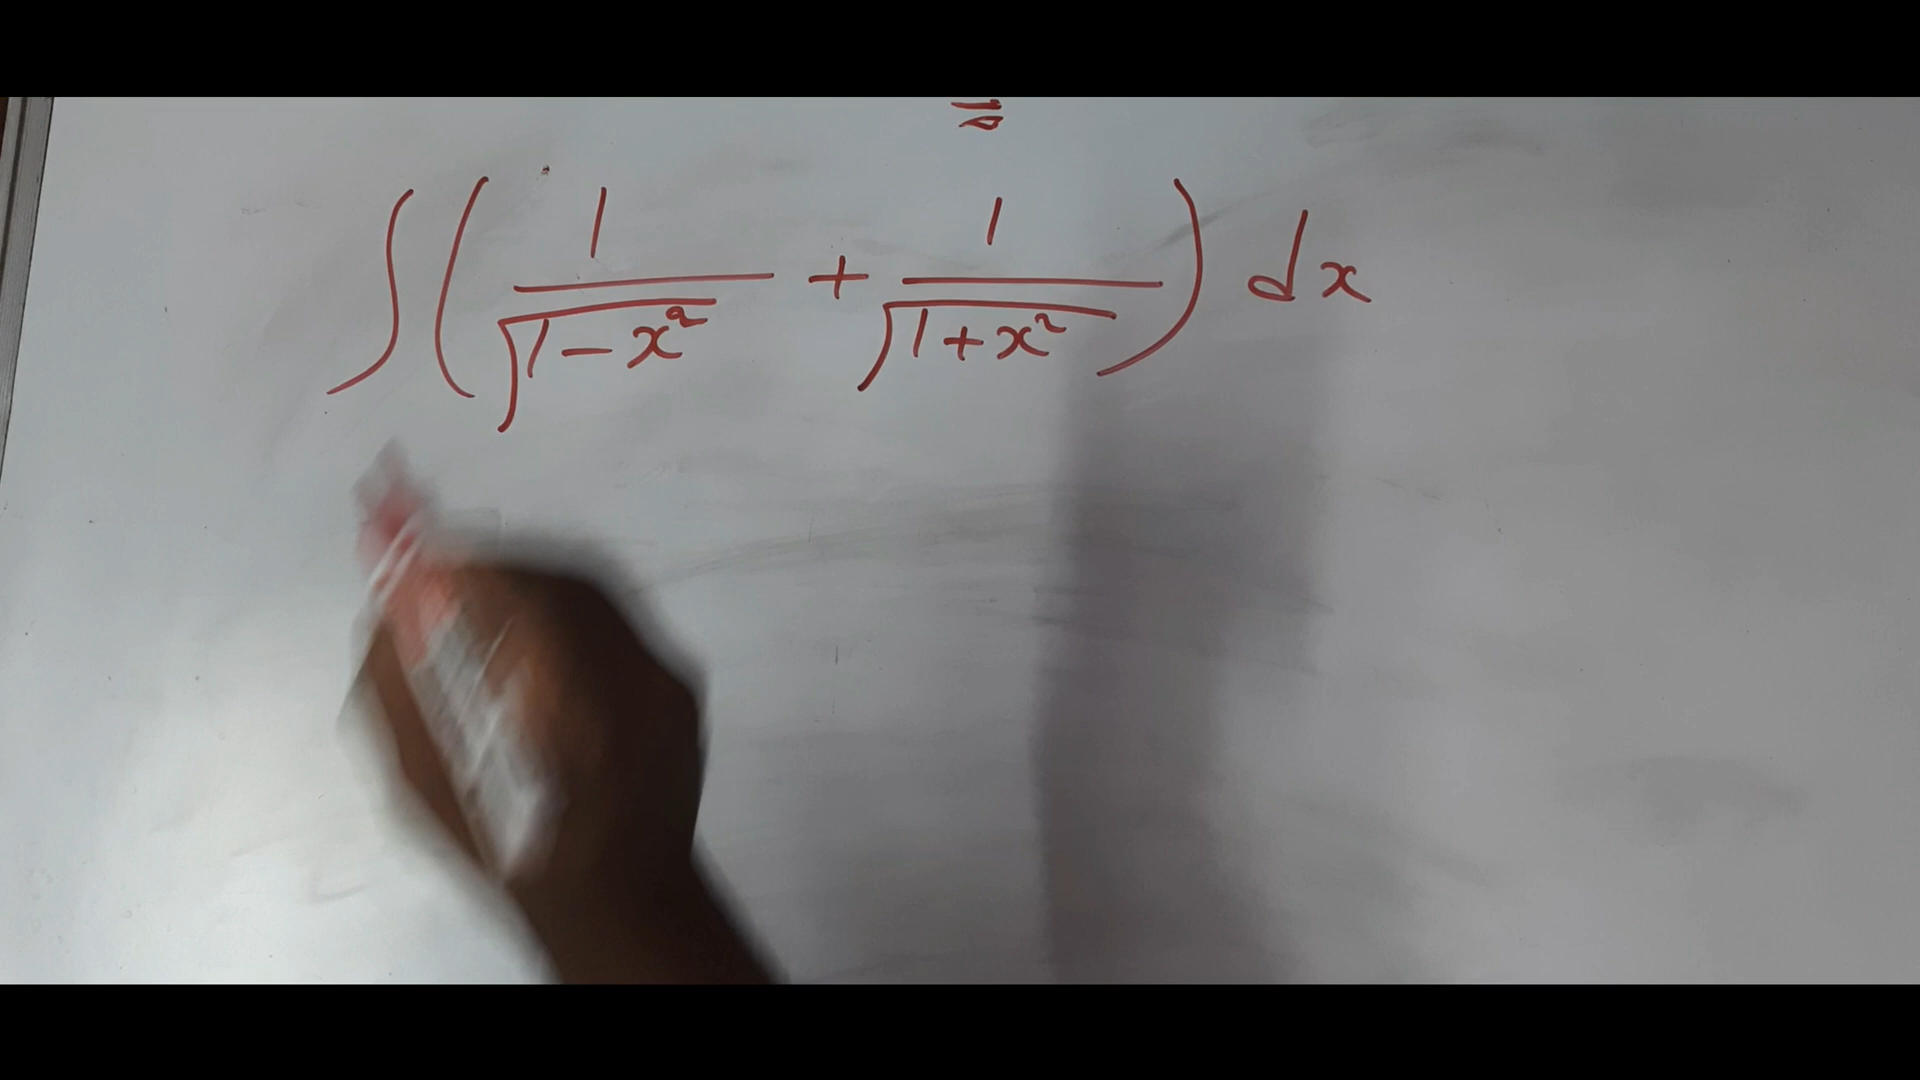 ∫ ( 1/√(1-x²) + 1/√(1+x²) ) dx